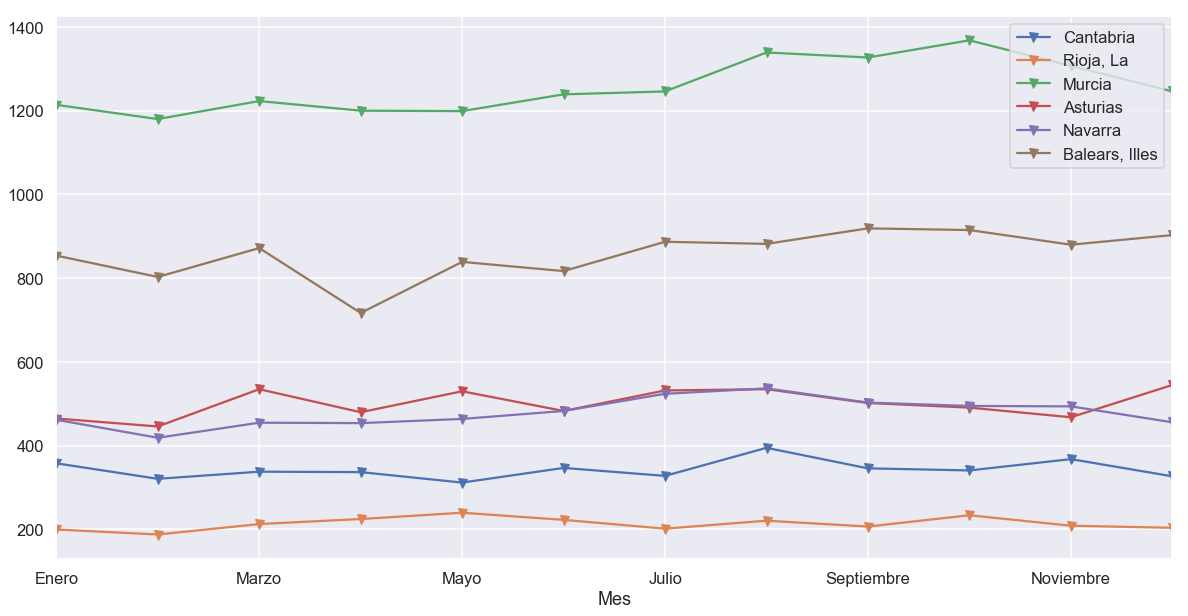 1400
1200
1000
800
600
400
200
Enero
Marzo
Mayo
Julio
Septiembre
Noviembre
Mes
Cantabria
Rioja, La
Murcia
Asturias
Navarra
Balears, Illes